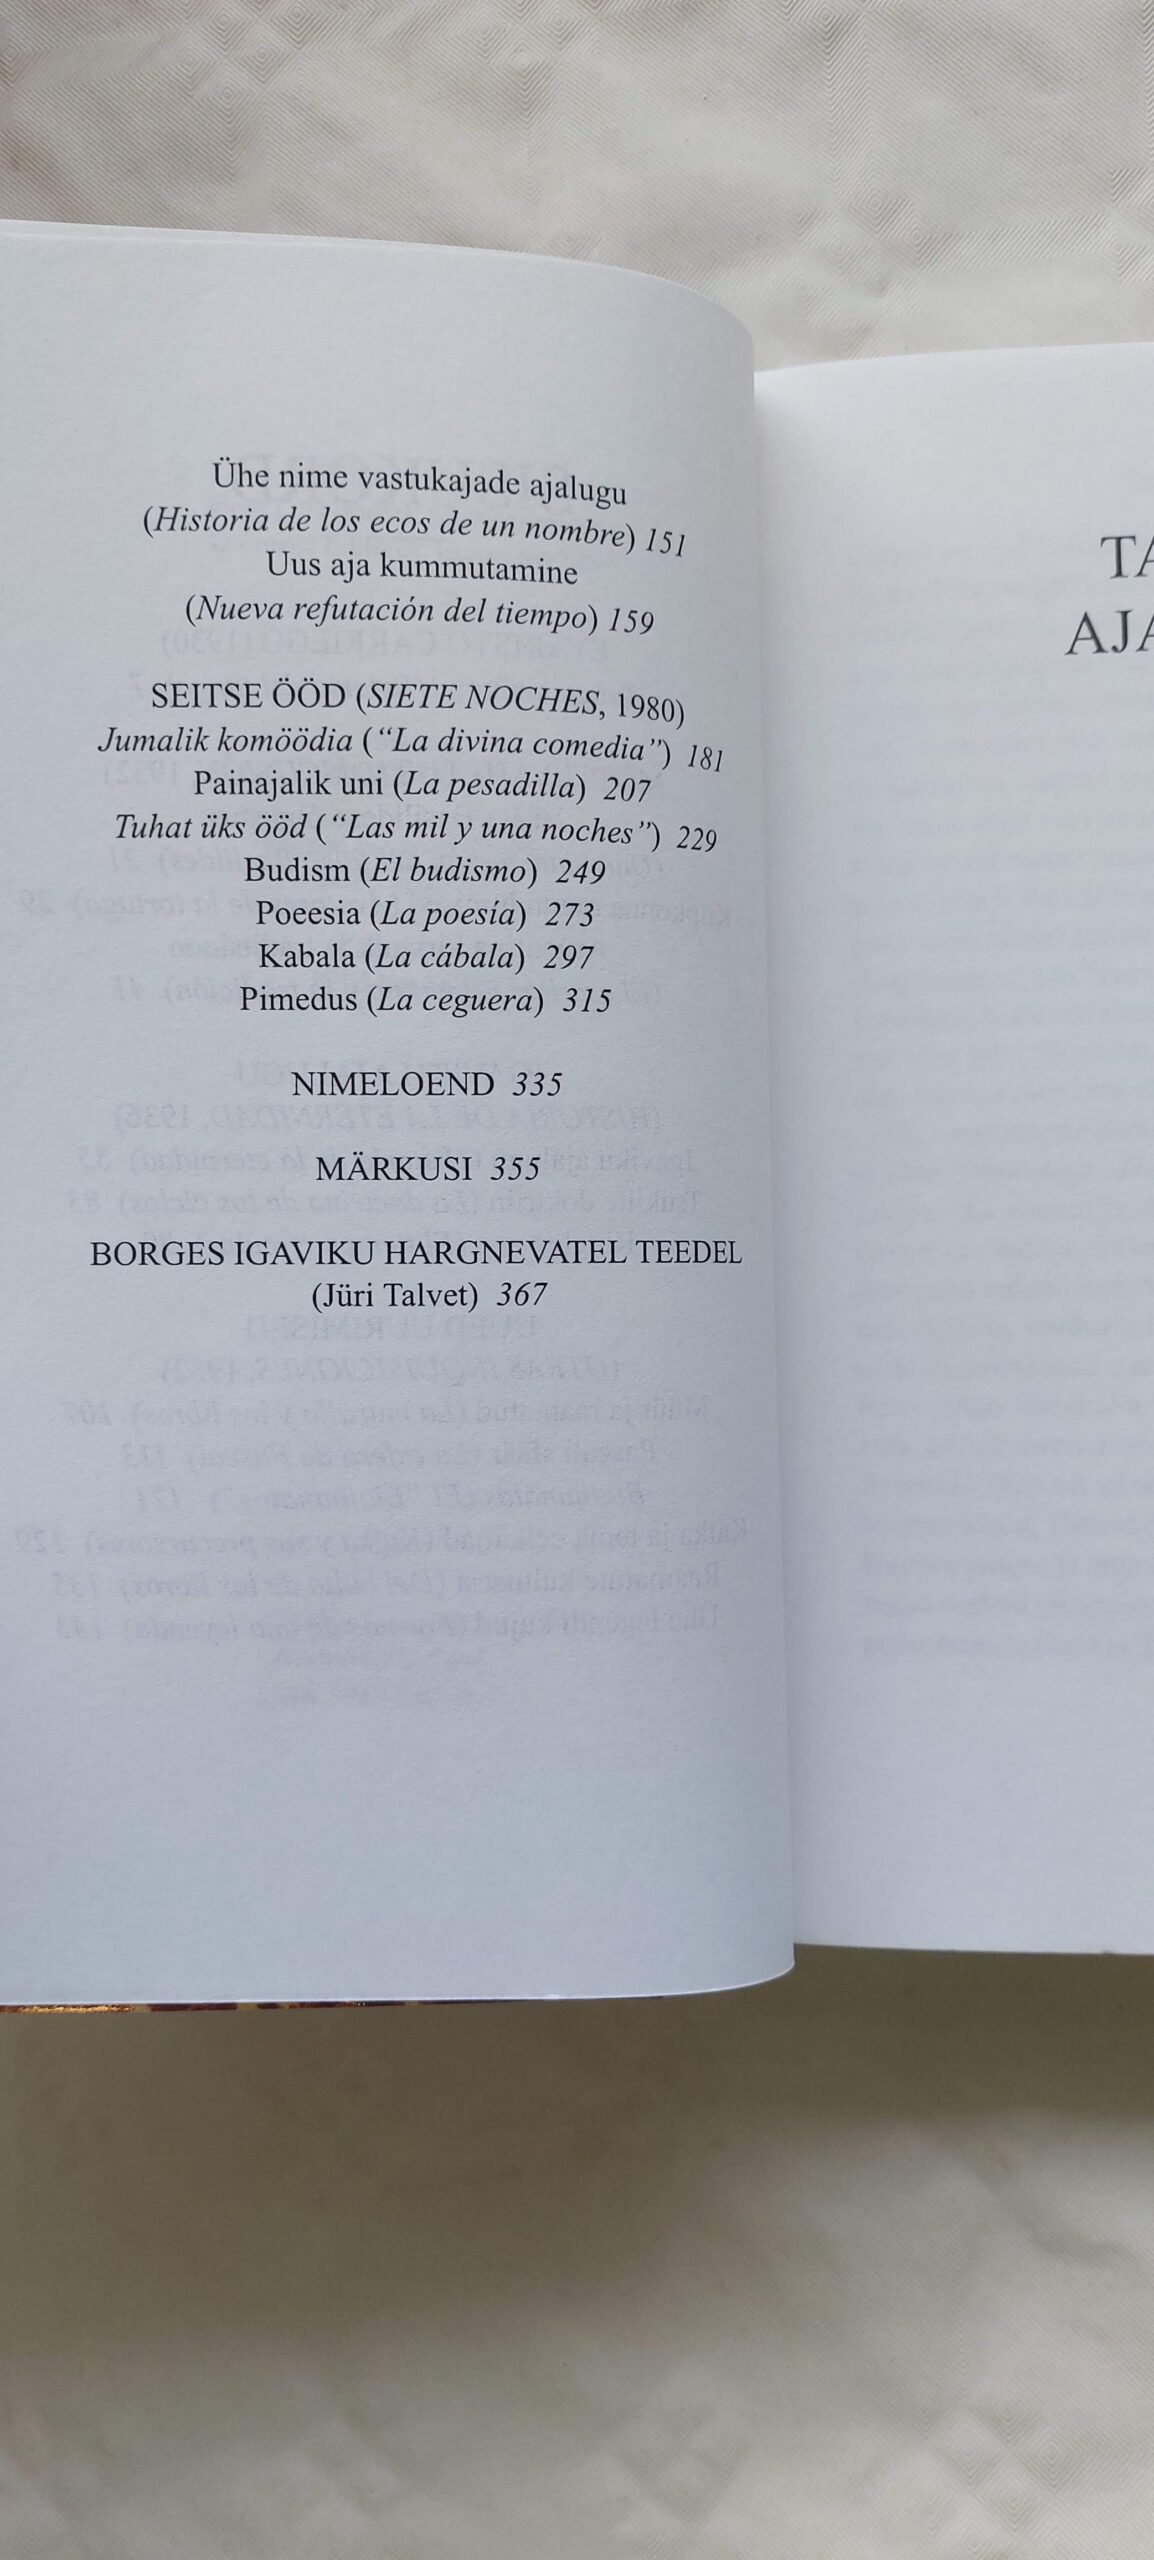 Ühe nime vastukajade ajalugu
(Historia de los ecos de un nombre) 151
Uus aja kummutamine
(Nueva refutación del tiempo) 159
SEITSE ÖÖD (SIETE NOCHES, 1980)
Jumalik komöödia (“La divina comedia”) 181
Painajalik uni (La pesadilla) 207
Tuhat üks ööd (“Las mil y una noches”) 229
Budism (El budismo) 249
Poeesia (La poesía) 273
Kabala (La cábala) 297
Pimedus (La ceguera) 315
NIMELOEND 335
MÄRKUSI 355
BORGES IGAVIKU HARGNEVATEL TEEDEL
(Jüri Talvet) 367
TA
AJA